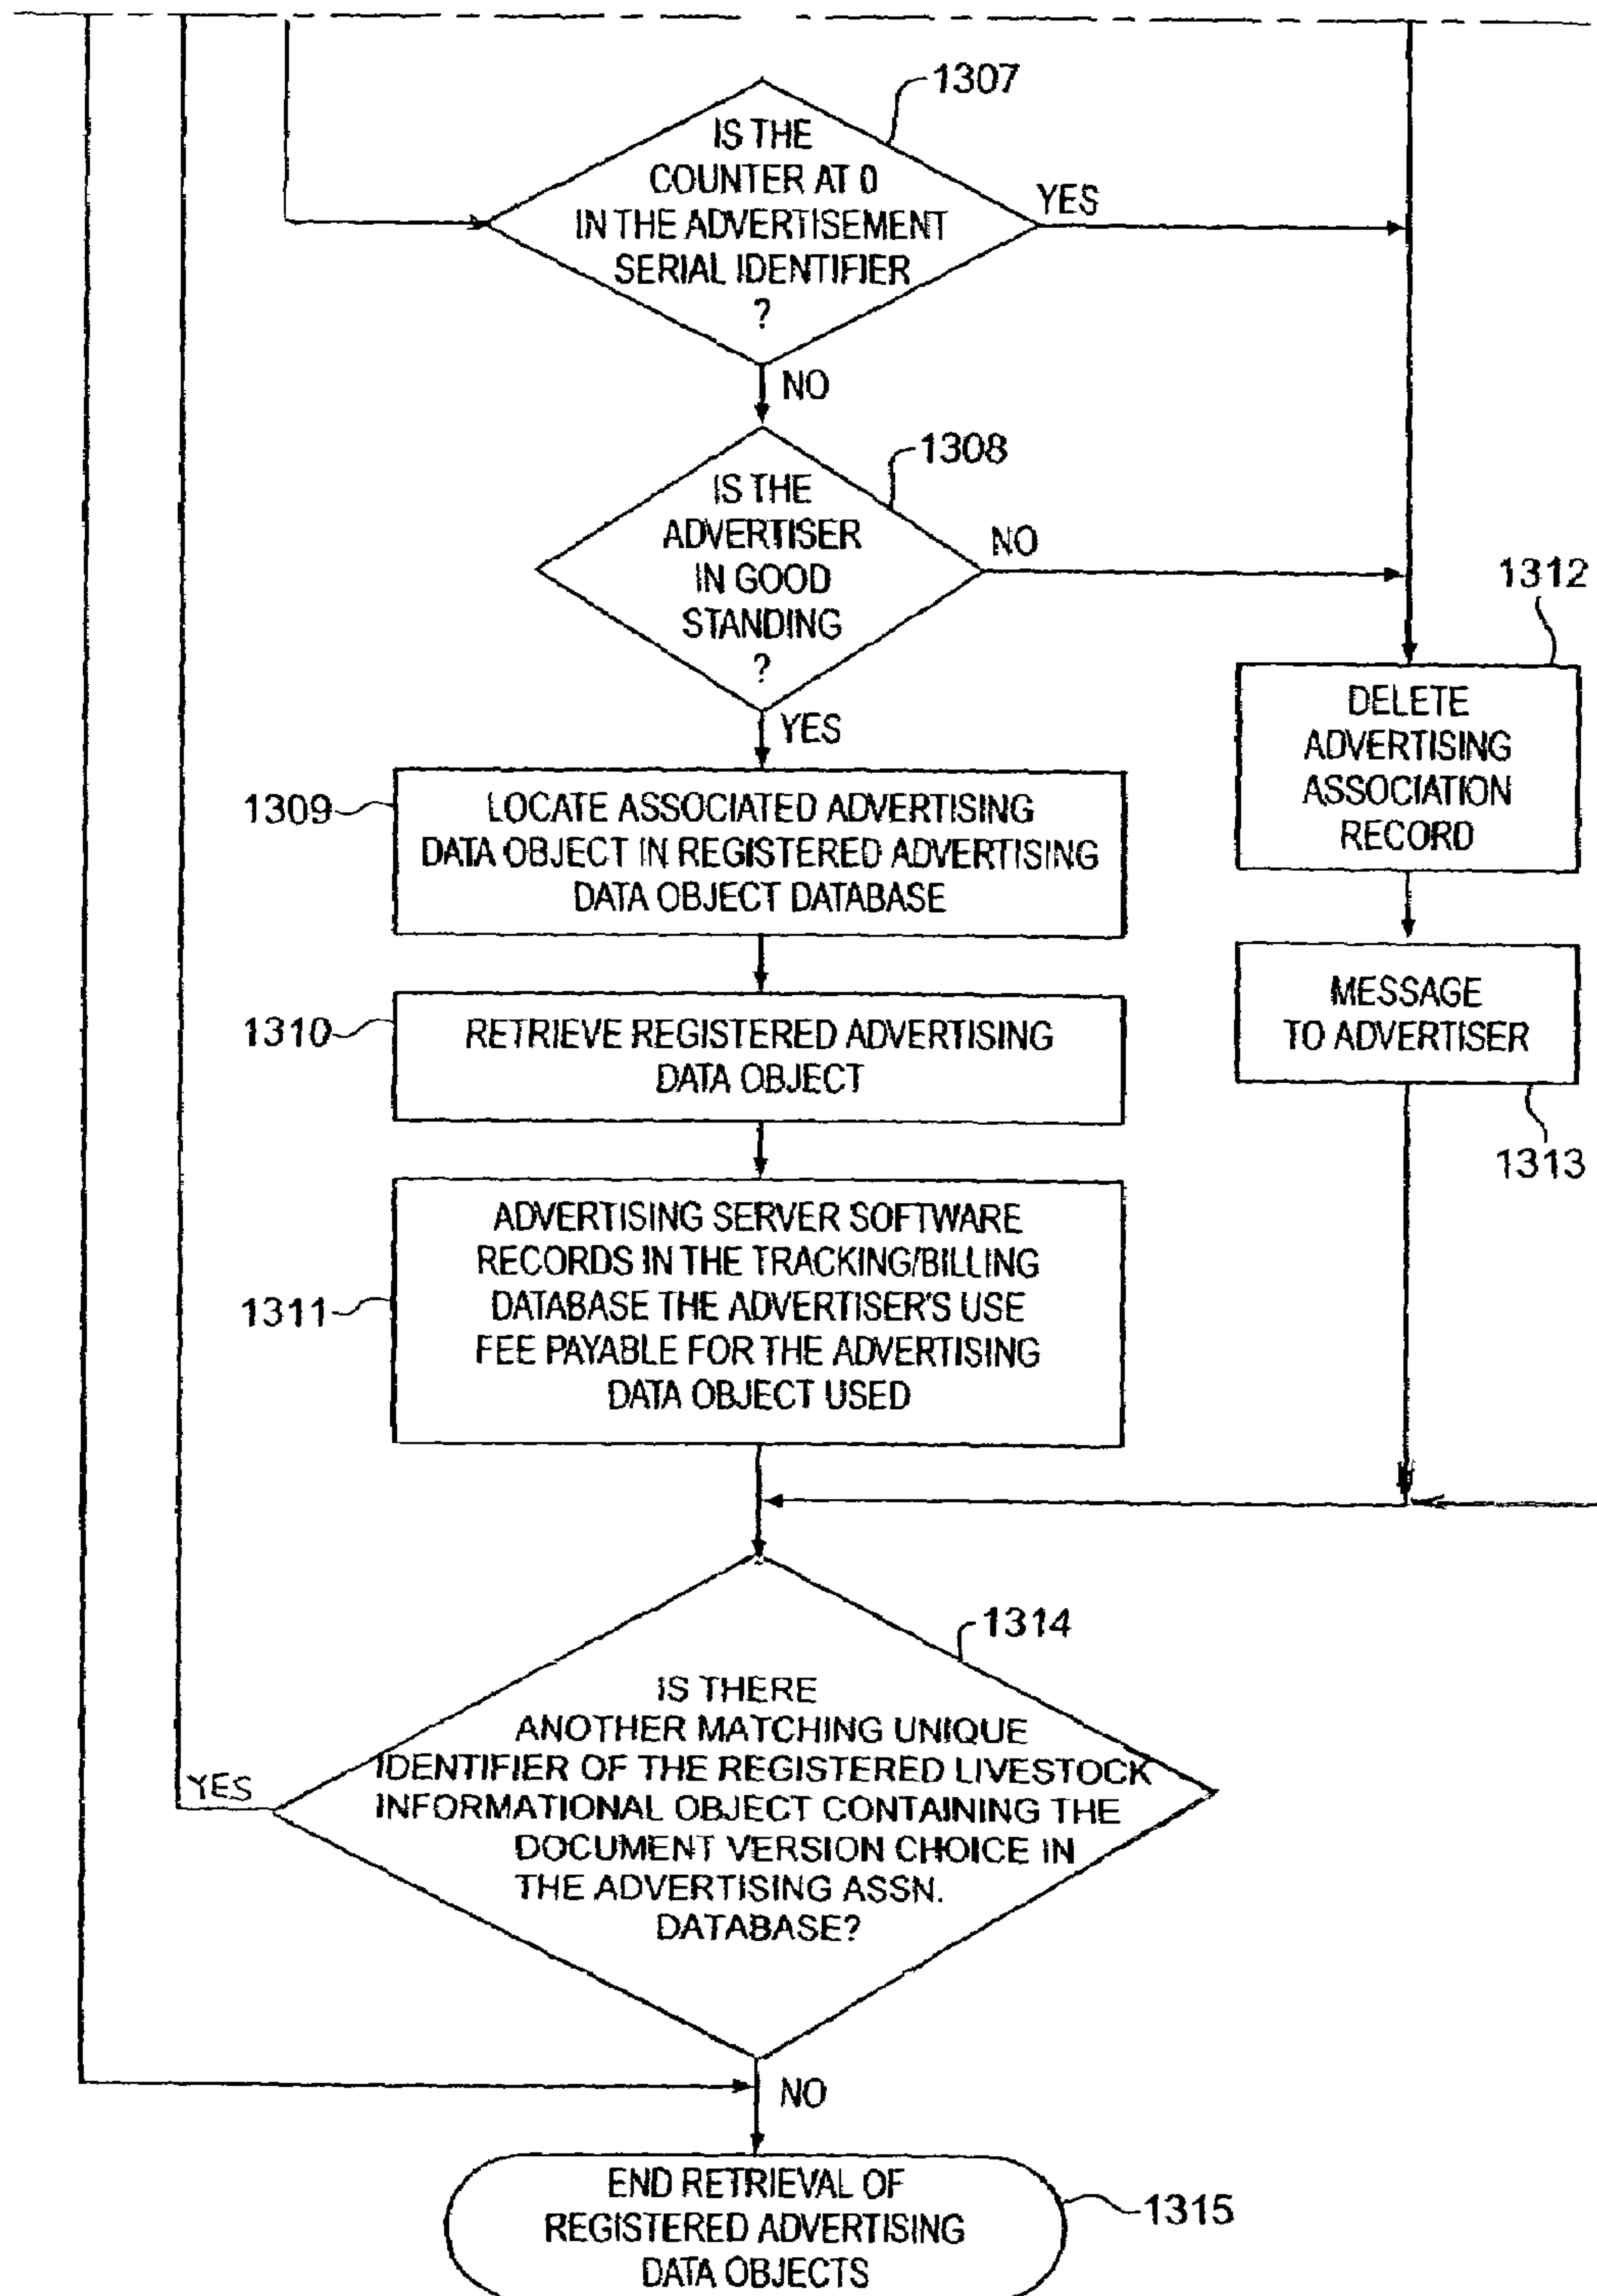 1307
IS THE
COUNTER AT 0
IN THE ADVERTISEMENT
SERIAL IDENTIFIER
?
YES
NO
1308
IS THE
ADVERTISER
IN GOOD
STANDING
?
NO
YES
1312
DELETE
ADVERTISING
ASSOCIATION
RECORD
1309
LOCATE ASSOCIATED ADVERTISING
DATA OBJECT IN REGISTERED ADVERTISING
DATA OBJECT DATABASE
MESSAGE
TO ADVERTISER
1313
1310
RETRIEVE REGISTERED ADVERTISING
DATA OBJECT
1311
ADVERTISING SERVER SOFTWARE
RECORDS IN THE TRACKING/BILLING
DATABASE THE ADVERTISER'S USE
FEE PAYABLE FOR THE ADVERTISING
DATA OBJECT USED
1314
IS THERE
ANOTHER MATCHING UNIQUE
IDENTIFIER OF THE REGISTERED LIVESTOCK
INFORMATIONAL OBJECT CONTAINING THE
DOCUMENT VERSION CHOICE IN
THE ADVERTISING ASSN.
DATABASE?
YES
NO
END RETRIEVAL OF
REGISTERED ADVERTISING
DATA OBJECTS
1315